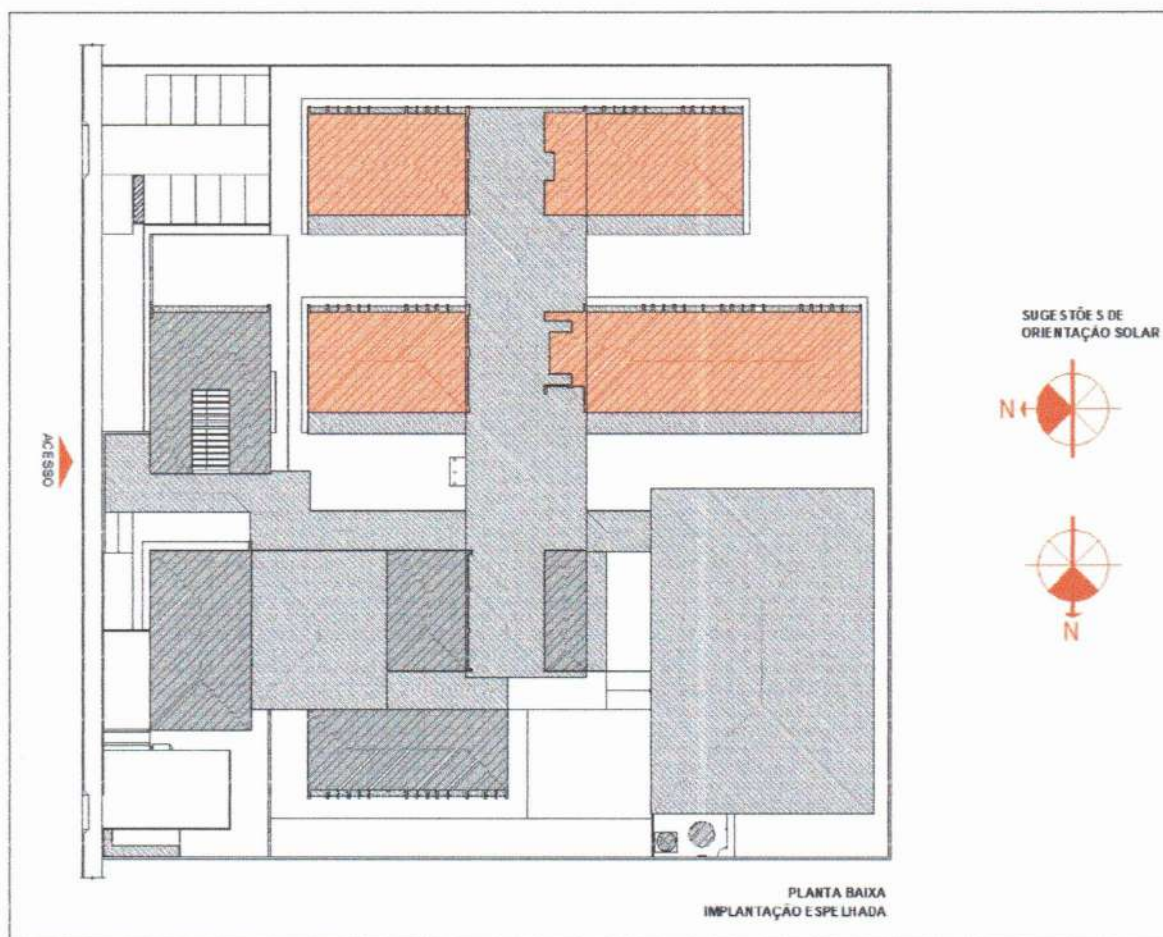 SUGESTÕES DE
ORIENTAÇÃO SOLAR
N
ACESSO
N
PLANTA BAIXA
IMPLANTAÇÃO ESPELHADA